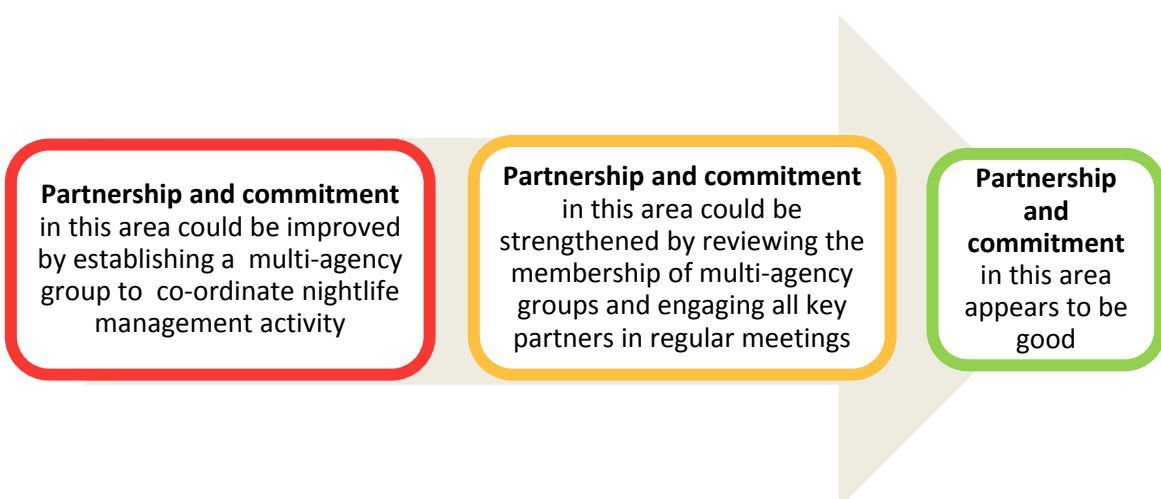 Partnership and commitment
in this area could be improved
by establishing a  multi-agency
group to  co-ordinate nightlife
management activity
Partnership and commitment
in this area could be
strengthened by reviewing the
membership of multi-agency
groups and engaging all key
partners in regular meetings
Partnership
and
commitment
in this area
appears to be
good